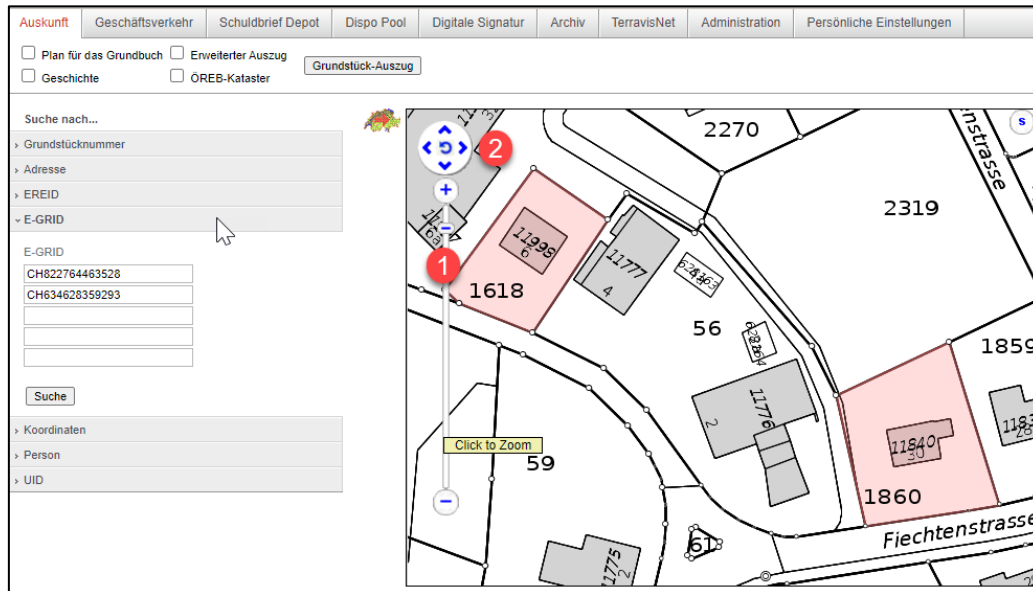 Auskunft Geschäftsverkehr Schuldbrief Depot Dispo Pool Digitale Signatur Archiv TerravisNet Administration Persönliche Einstellungen
Plan für das Grundbuch Erweiterter Auszug
Geschichte ÖREB-Kataster
Grundstück-Auszug
Suche nach...
Grundstücknummer
Adresse
EREID
E-GRID
E-GRID
CH822764463528
CH634628359293
Suche
Koordinaten
Person
UID
2
1
S
Click to Zoom
2270
2319
11998
6
11777
4
1618
56
1859
11776
2
11840
30
1860
59
61
11775
2
28
Fiechtenstrasse